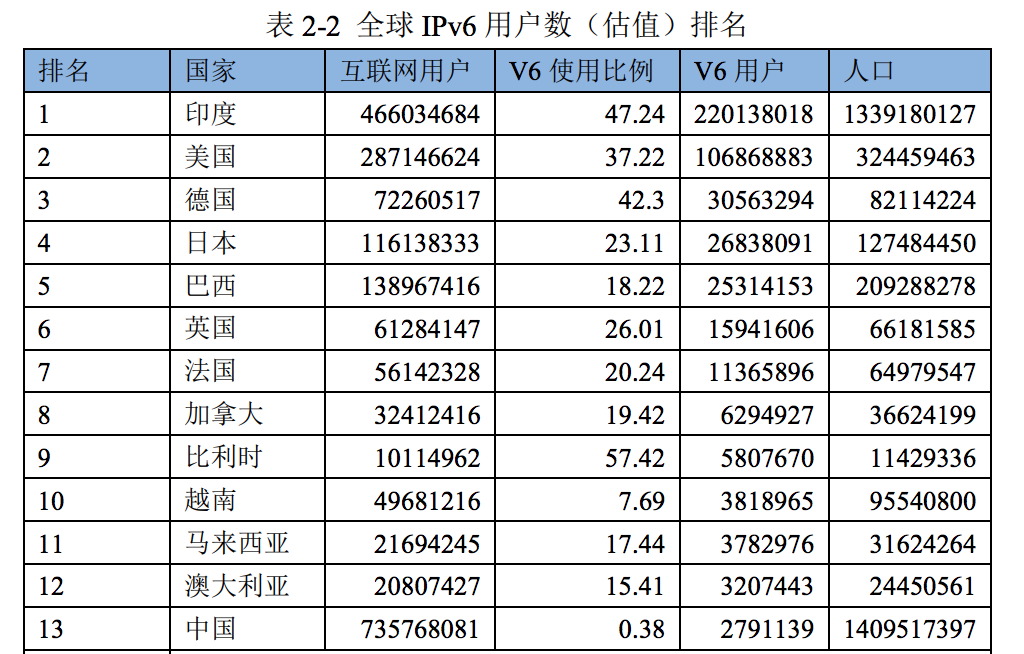 表 2-2 全球 IPv6 用户数（估值）排名
排名 国家 互联网用户 V6 使用比例 V6 用户 人口
1 印度 466034684 47.24 220138018 1339180127
2 美国 287146624 37.22 106868883 324459463
3 德国 72260517 42.3 30563294 82114224
4 日本 116138333 23.11 26838091 127484450
5 巴西 138967416 18.22 25314153 209288278
6 英国 61284147 26.01 15941606 66181585
7 法国 56142328 20.24 11365896 64979547
8 加拿大 32412416 19.42 6294927 36624199
9 比利时 10114962 57.42 5807670 11429336
10 越南 49681216 7.69 3818965 95540800
11 马来西亚 21694245 17.44 3782976 31624264
12 澳大利亚 20807427 15.41 3207443 24450561
13 中国 735768081 0.38 2791139 1409517397